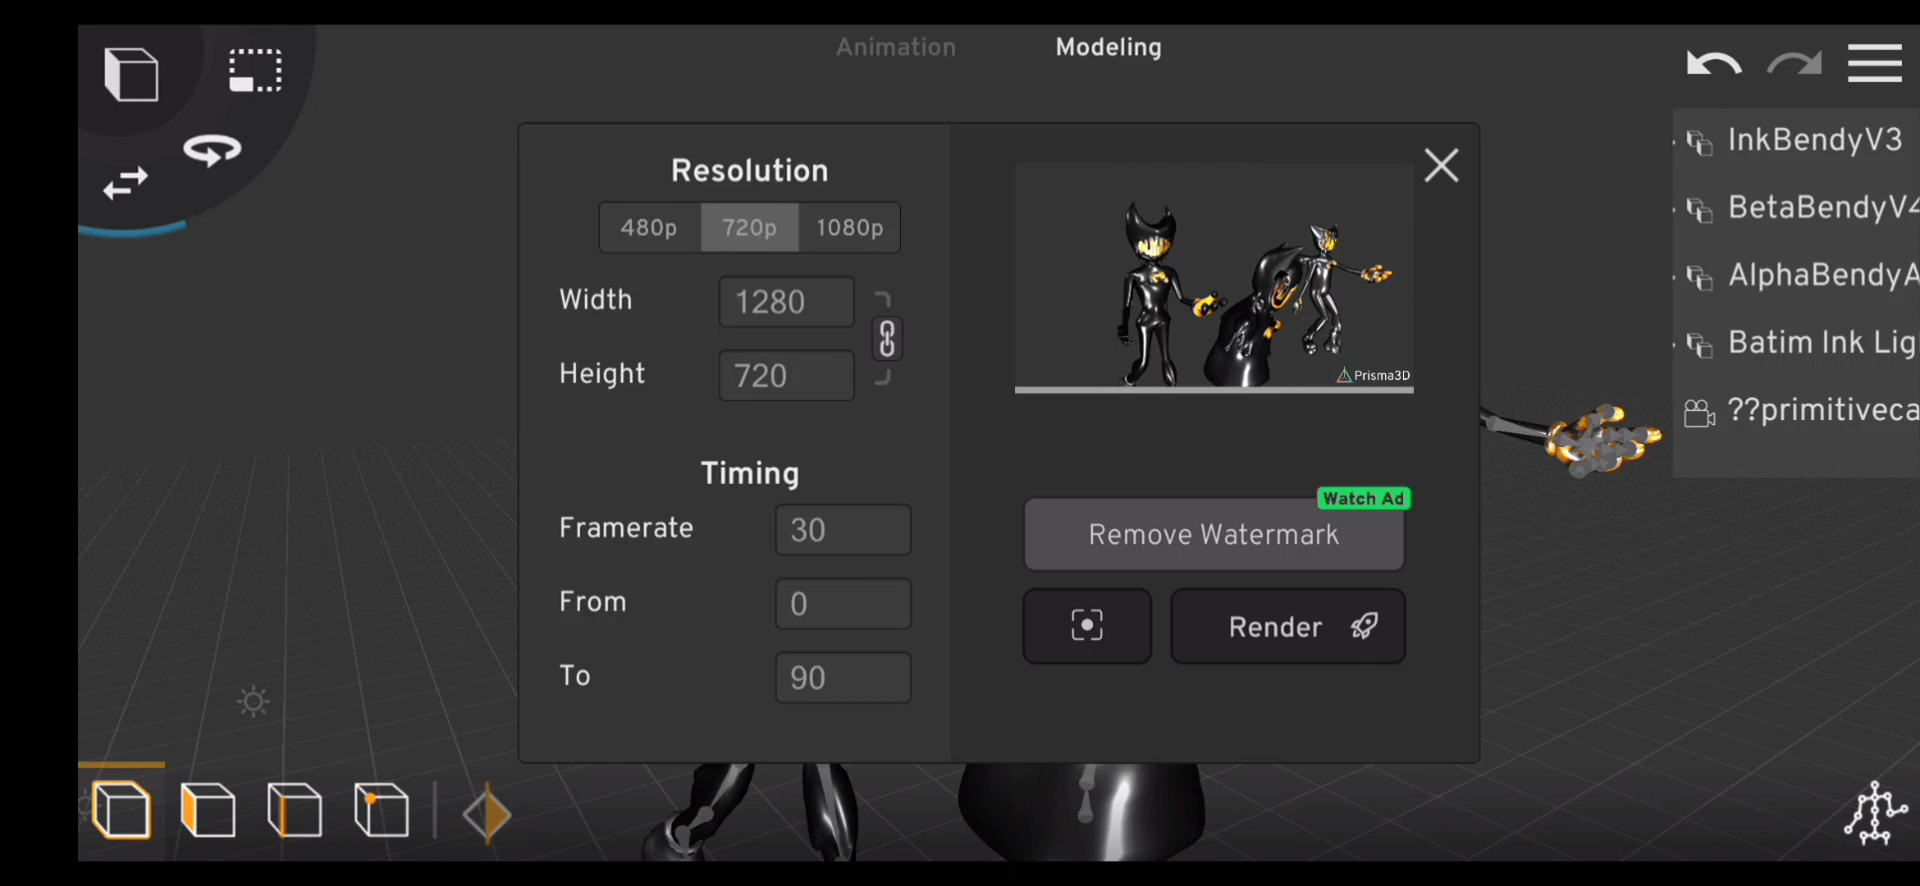 Animation
Modeling
Resolution
480p
720p
1080p
Width
1280
Height
720
Timing
Framerate
30
From
0
To
90
Prisma3D
Watch Ad
Remove Watermark
Render
InkBendyV3
BetaBendyV4
AlphaBendyA
Batim Ink Lig
??primitiveca